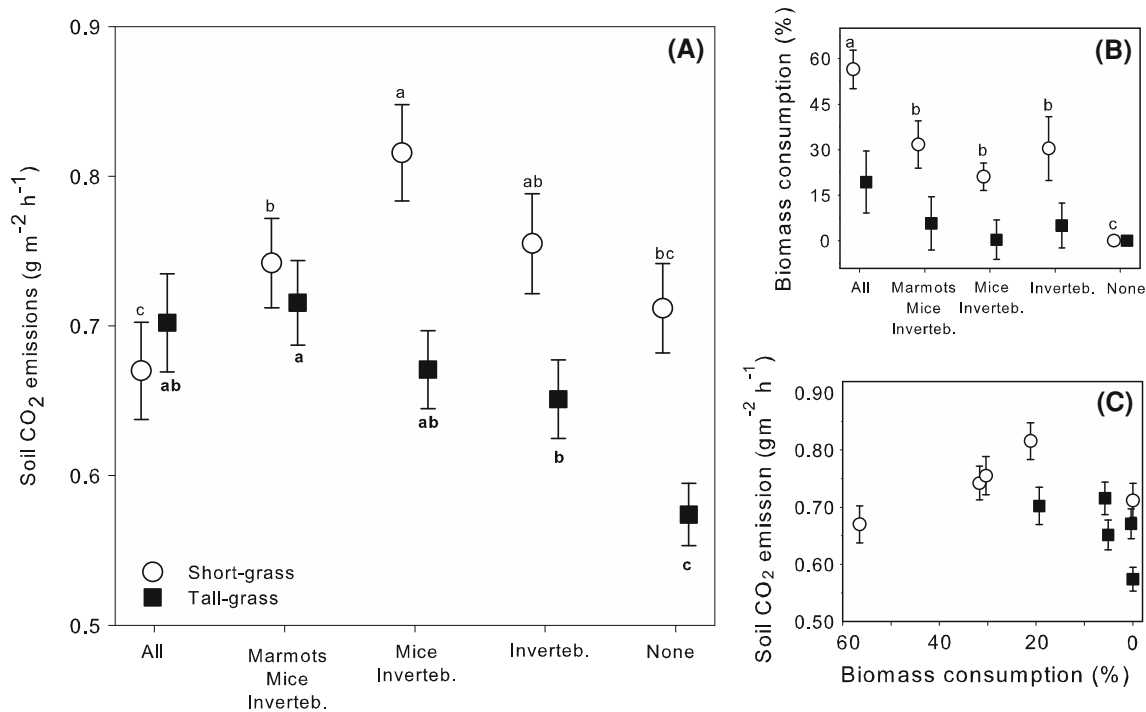 (A)
Soil CO2 emissions (g m-2 h-1)
0.9
0.8
0.7
0.6
0.5
c
ab
b
a
a
ab
ab
b
bc
c
Short-grass
Tall-grass
All
Marmots
Mice
Inverteb.
Mice
Inverteb.
Inverteb.
None
(B)
Biomass consumption (%)
60
45
30
15
0
a
b
b
b
c
All
Marmots
Mice
Inverteb.
Mice
Inverteb.
Inverteb.
None
(C)
Soil CO2 emission (gm-2 h-1)
0.90
0.80
0.70
0.60
0.50
60
40
20
0
Biomass consumption (%)